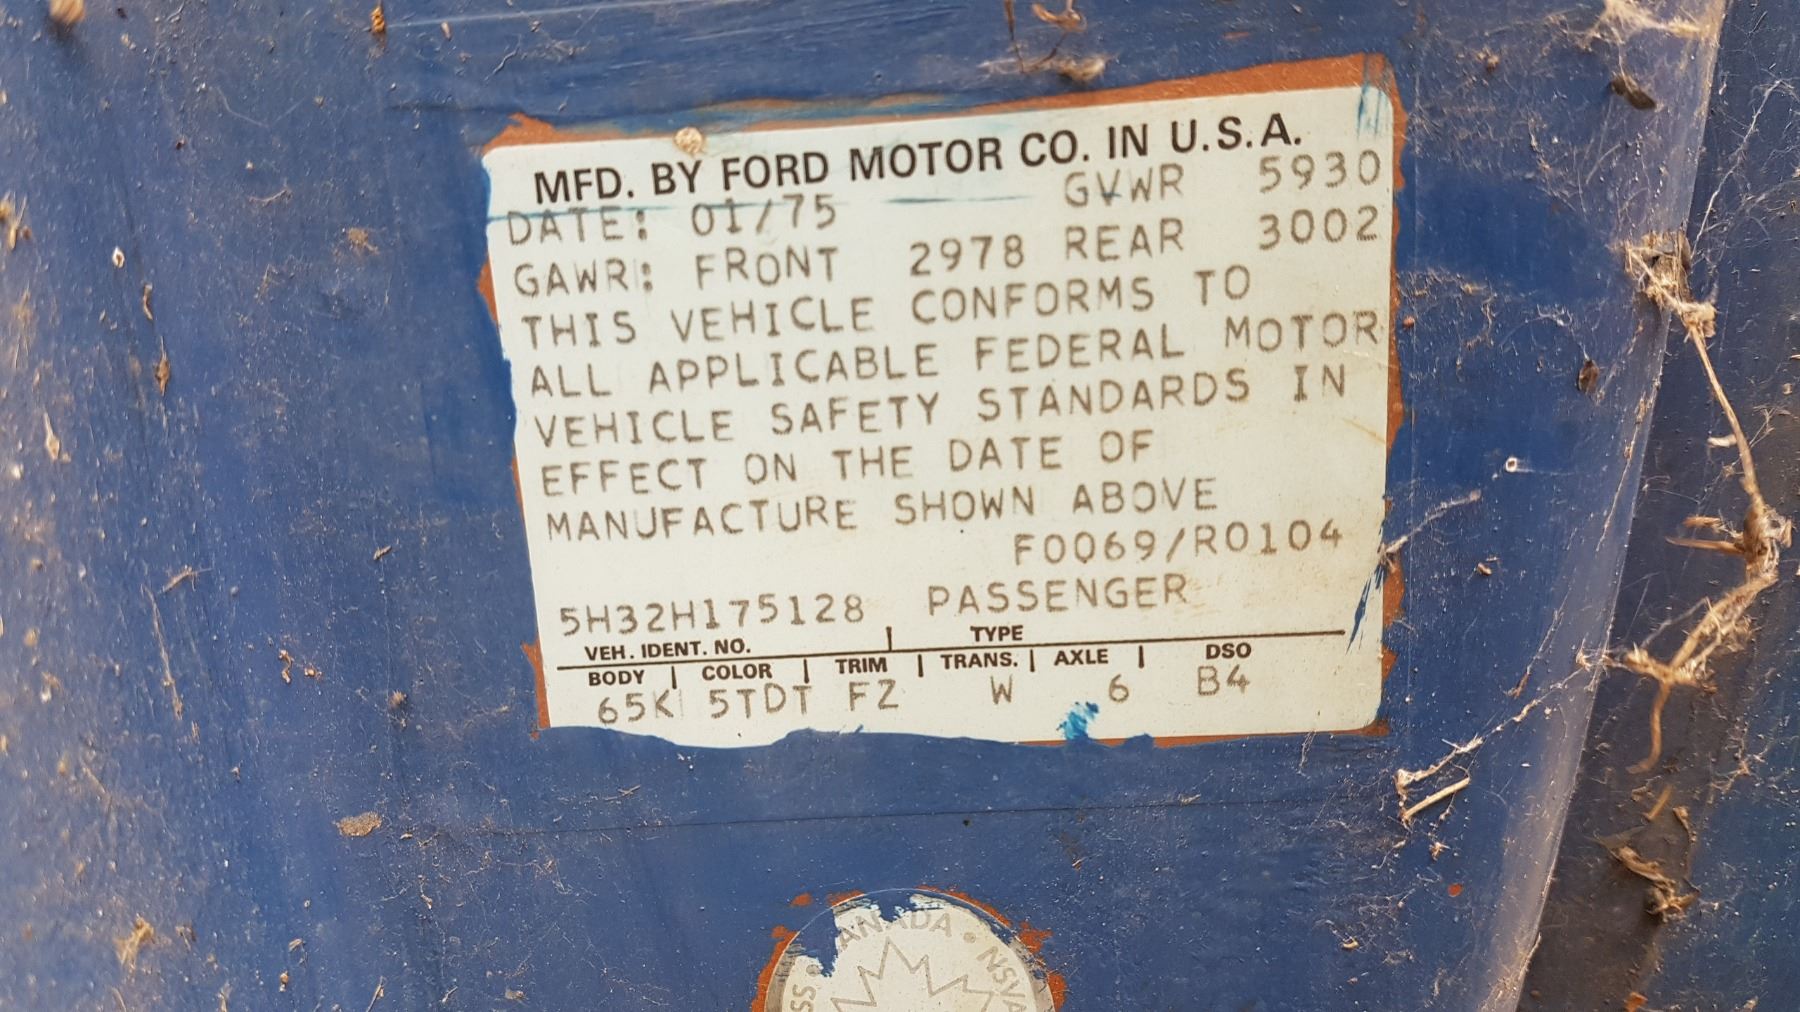 MFD. BY FORD MOTOR CO. IN U.S.A.
DATE: 01/75 GVWR 5930
GAWR: FRONT 2978 REAR 3002
THIS VEHICLE CONFORMS TO
ALL APPLICABLE FEDERAL MOTOR
VEHICLE SAFETY STANDARDS IN
EFFECT ON THE DATE OF
MANUFACTURE SHOWN ABOVE
F0069/R0104
5H32H175128 PASSENGER
VEH. IDENT. NO. | TYPE
BODY | COLOR | TRIM | TRANS. | AXLE | DSO
65K 5TDT FZ W 6 B4
CANADA • NSVA